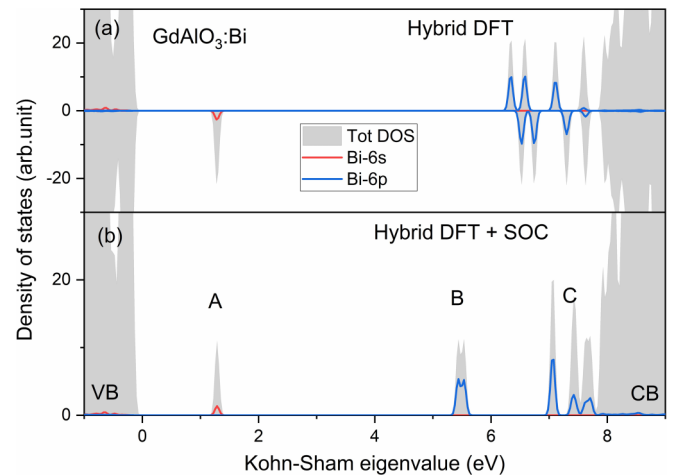 (a) GdAlO3:Bi Hybrid DFT
20
0
-20
Tot DOS
Bi-6s
Bi-6p
(b) Hybrid DFT + SOC
20
0
A B C
VB CB
0 2 4 6 8
Density of states (arb.unit)
Kohn-Sham eigenvalue (eV)